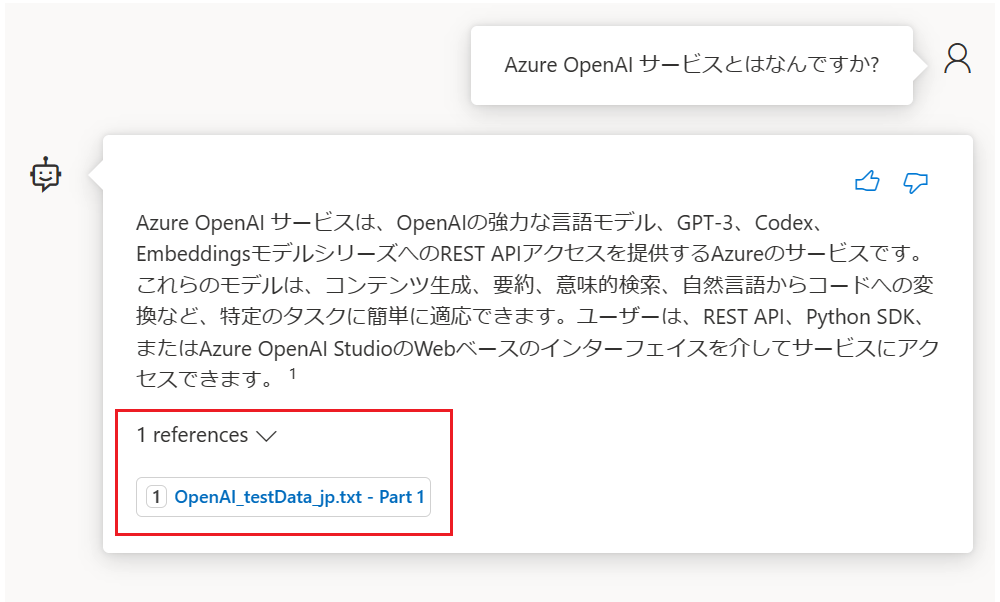 Azure OpenAI サービスとはなんですか?
Azure OpenAI サービスは、OpenAIの強力な言語モデル、GPT-3、Codex、
EmbeddingsモデルシリーズへのREST APIアクセスを提供するAzureのサービスです。
これらのモデルは、コンテンツ生成、要約、意味的検索、自然言語からコードへの変
換など、特定のタスクに簡単に適応できます。ユーザーは、REST API、Python SDK、
またはAzure OpenAI StudioのWebベースのインターフェイスを介してサービスにアク
セスできます。 1
1 references
1 OpenAI_testData_jp.txt - Part 1